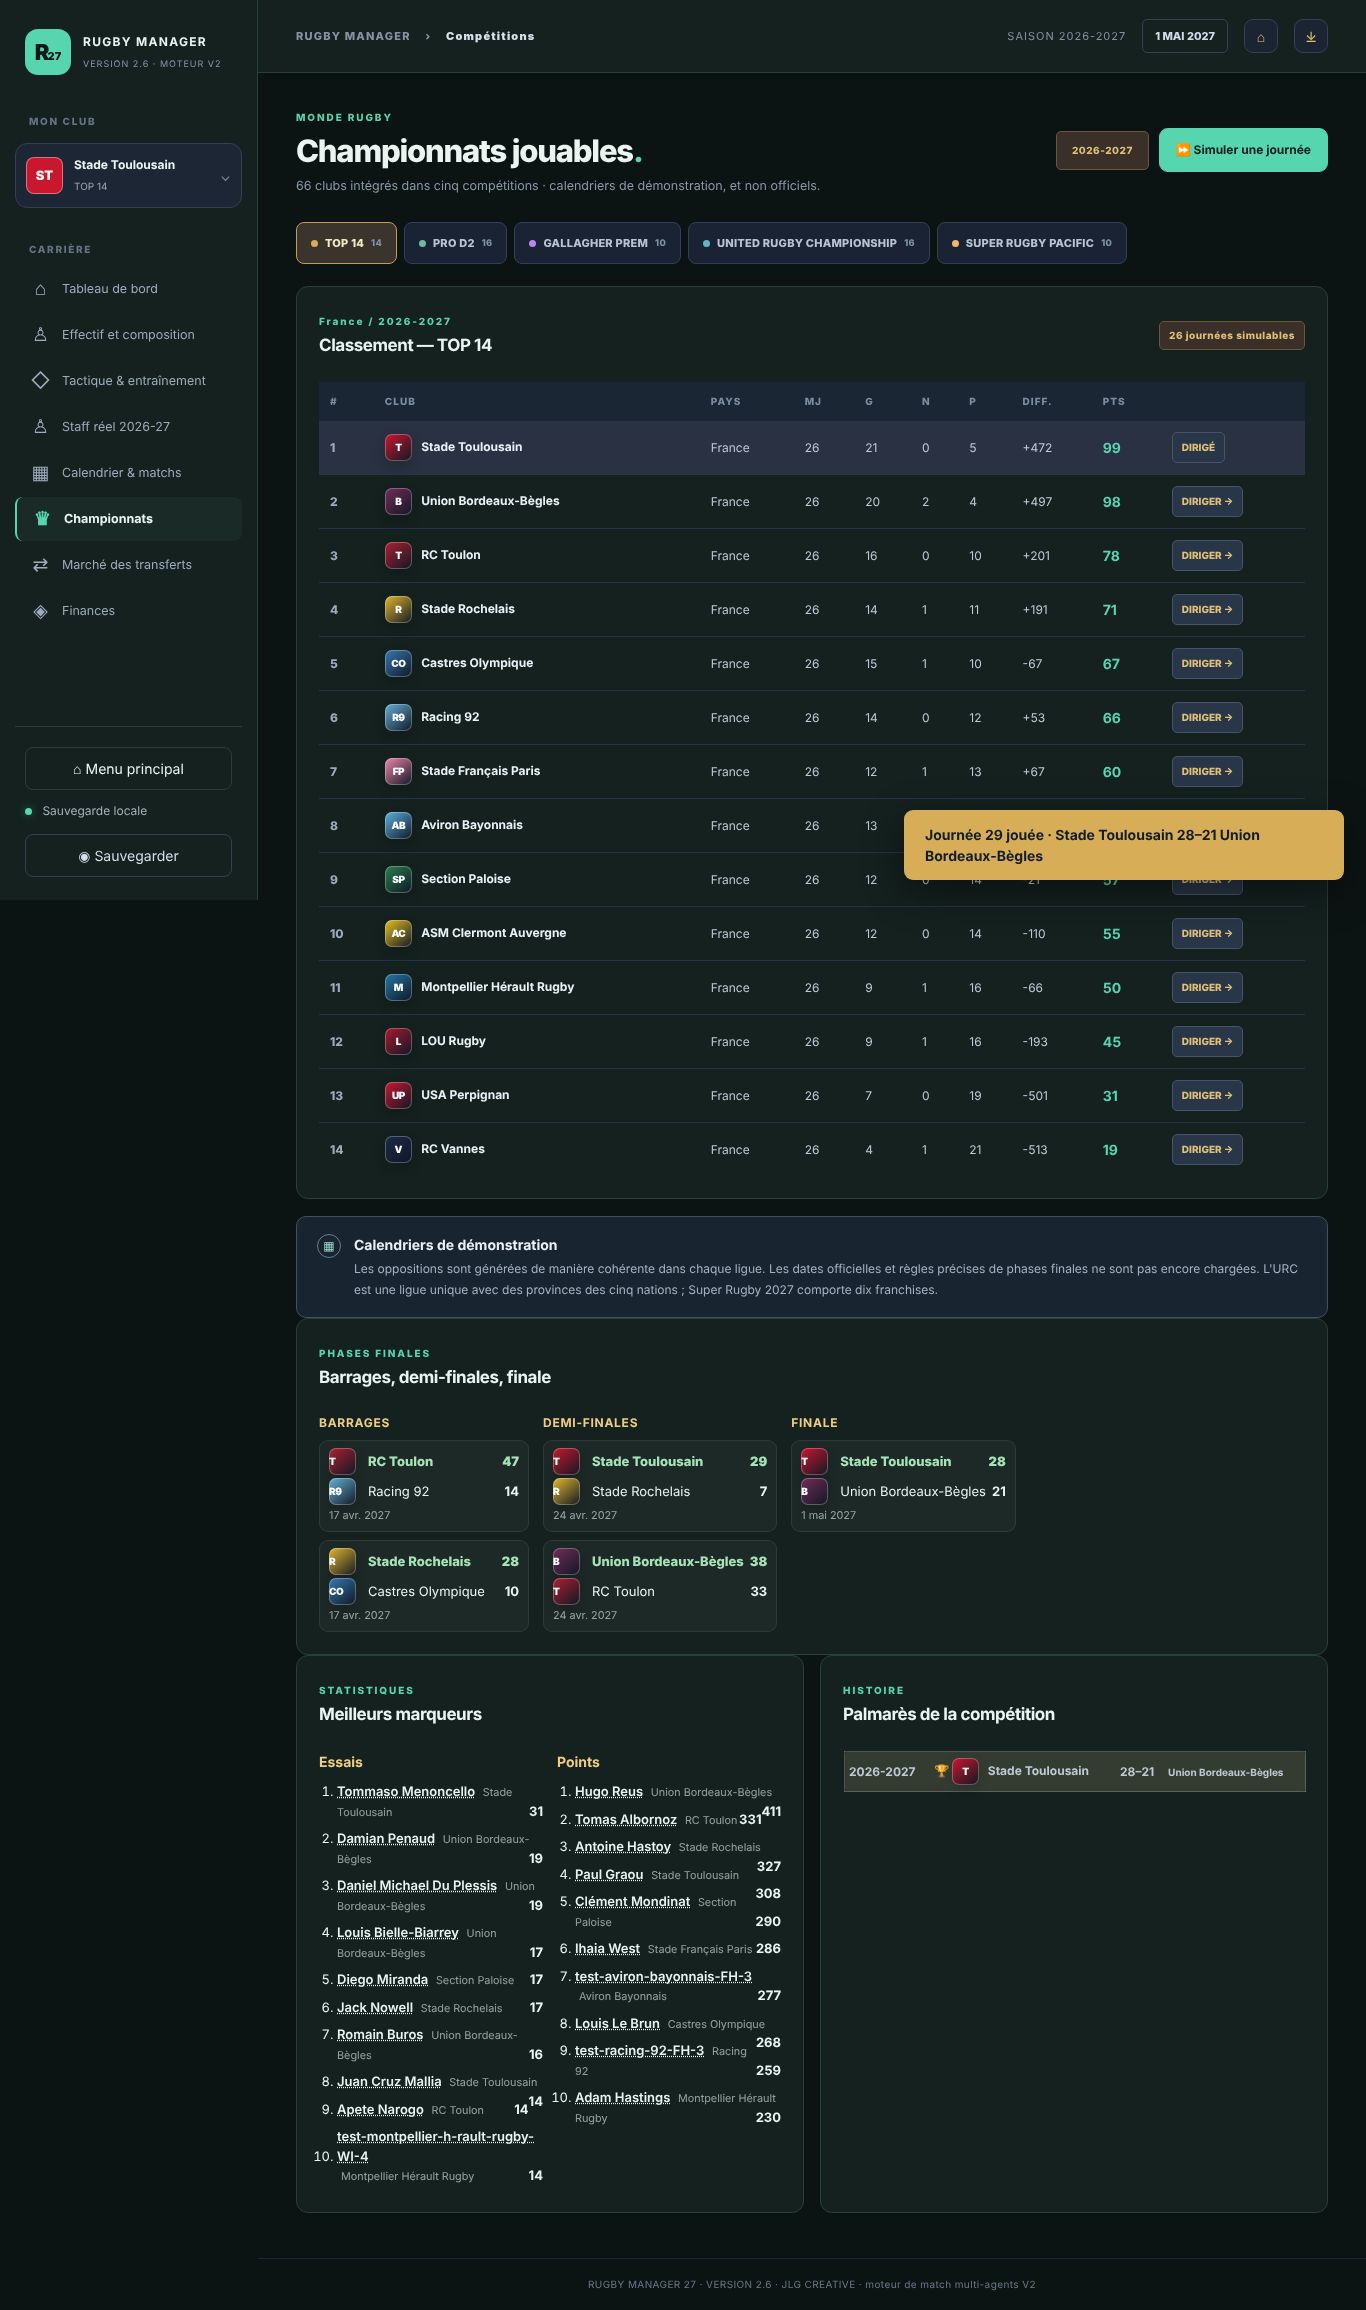 R27
RUGBY MANAGER
VERSION 2.6 · MOTEUR V2
MON CLUB
ST
Stade Toulousain
TOP 14
CARRIÈRE
Tableau de bord
Effectif et composition
Tactique & entraînement
Staff réel 2026-27
Calendrier & matchs
Championnats
Marché des transferts
Finances
Menu principal
Sauvegarde locale
Sauvegarder
RUGBY MANAGER › Compétitions
SAISON 2026-2027 1 MAI 2027
MONDE RUGBY
Championnats jouables.
66 clubs intégrés dans cinq compétitions · calendriers de démonstration, et non officiels.
2026-2027
Simuler une journée
TOP 14 14 PRO D2 16 GALLAGHER PREM 10 UNITED RUGBY CHAMPIONSHIP 16 SUPER RUGBY PACIFIC 10
France / 2026-2027
Classement — TOP 14
26 journées simulables
# CLUB PAYS MJ G N P DIFF. PTS
1 T Stade Toulousain France 26 21 0 5 +472 99 DIRIGÉ
2 B Union Bordeaux-Bègles France 26 20 2 4 +497 98 DIRIGER →
3 T RC Toulon France 26 16 0 10 +201 78 DIRIGER →
4 R Stade Rochelais France 26 14 1 11 +191 71 DIRIGER →
5 CO Castres Olympique France 26 15 1 10 -67 67 DIRIGER →
6 R9 Racing 92 France 26 14 0 12 +53 66 DIRIGER →
7 FP Stade Français Paris France 26 12 1 13 +67 60 DIRIGER →
8 AB Aviron Bayonnais France 26 13
Journée 29 jouée · Stade Toulousain 28–21 Union
Bordeaux-Bègles
9 SP Section Paloise France 26 12
10 AC ASM Clermont Auvergne France 26 12 0 14 -110 55 DIRIGER →
11 M Montpellier Hérault Rugby France 26 9 1 16 -66 50 DIRIGER →
12 L LOU Rugby France 26 9 1 16 -193 45 DIRIGER →
13 UP USA Perpignan France 26 7 0 19 -501 31 DIRIGER →
14 V RC Vannes France 26 4 1 21 -513 19 DIRIGER →
Calendriers de démonstration
Les oppositions sont générées de manière cohérente dans chaque ligue. Les dates officielles et règles précises de phases finales ne sont pas encore chargées. L'URC
est une ligue unique avec des provinces des cinq nations ; Super Rugby 2027 comporte dix franchises.
PHASES FINALES
Barrages, demi-finales, finale
BARRAGES
T RC Toulon 47
R9 Racing 92 14
17 avr. 2027
R Stade Rochelais 28
CO Castres Olympique 10
17 avr. 2027
DEMI-FINALES
T Stade Toulousain 29
R Stade Rochelais 7
24 avr. 2027
B Union Bordeaux-Bègles 38
T RC Toulon 33
24 avr. 2027
FINALE
T Stade Toulousain 28
B Union Bordeaux-Bègles 21
1 mai 2027
STATISTIQUES
Meilleurs marqueurs
Essais
1. Tommaso Menoncello Stade
Toulousain 31
2. Damian Penaud Union Bordeaux-
Bègles 19
3. Daniel Michael Du Plessis Union
Bordeaux-Bègles 19
4. Louis Bielle-Biarrey Union
Bordeaux-Bègles 17
5. Diego Miranda Section Paloise 17
6. Jack Nowell Stade Rochelais 17
7. Romain Buros Union Bordeaux-
Bègles 16
8. Juan Cruz Mallia Stade Toulousain
14
9. Apete Narogo RC Toulon 14
test-montpellier-h-rault-rugby-
10. WI-4
Montpellier Hérault Rugby 14
Points
1. Hugo Reus Union Bordeaux-Bègles
411
2. Tomas Albornoz RC Toulon 331
3. Antoine Hastoy Stade Rochelais
327
4. Paul Graou Stade Toulousain
308
5. Clément Mondinat Section
Paloise 290
6. Ihaia West Stade Français Paris 286
7. test-aviron-bayonnais-FH-3
Aviron Bayonnais 277
8. Louis Le Brun Castres Olympique
268
9. test-racing-92-FH-3 Racing
92 259
10. Adam Hastings Montpellier Hérault
Rugby 230
HISTOIRE
Palmarès de la compétition
2026-2027 T Stade Toulousain 28–21 Union Bordeaux-Bègles
RUGBY MANAGER 27 · VERSION 2.6 · JLG CREATIVE · moteur de match multi-agents V2